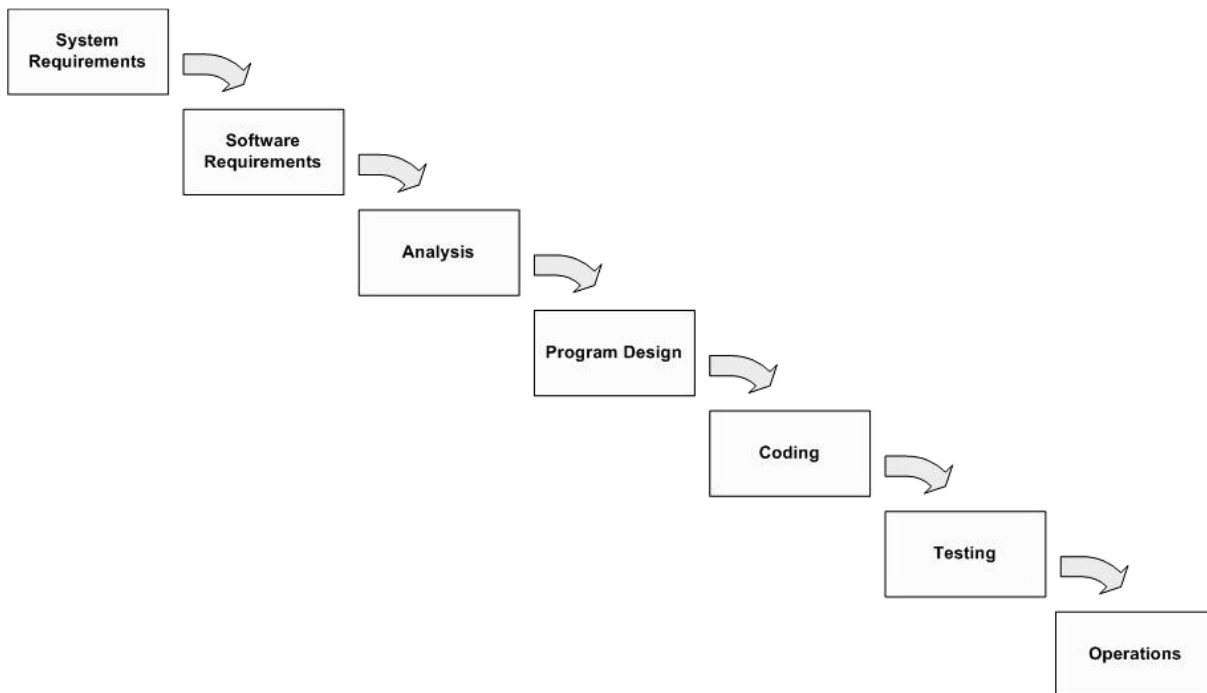 System
Requirements
Software
Requirements
Analysis
Program Design
Coding
Testing
Operations